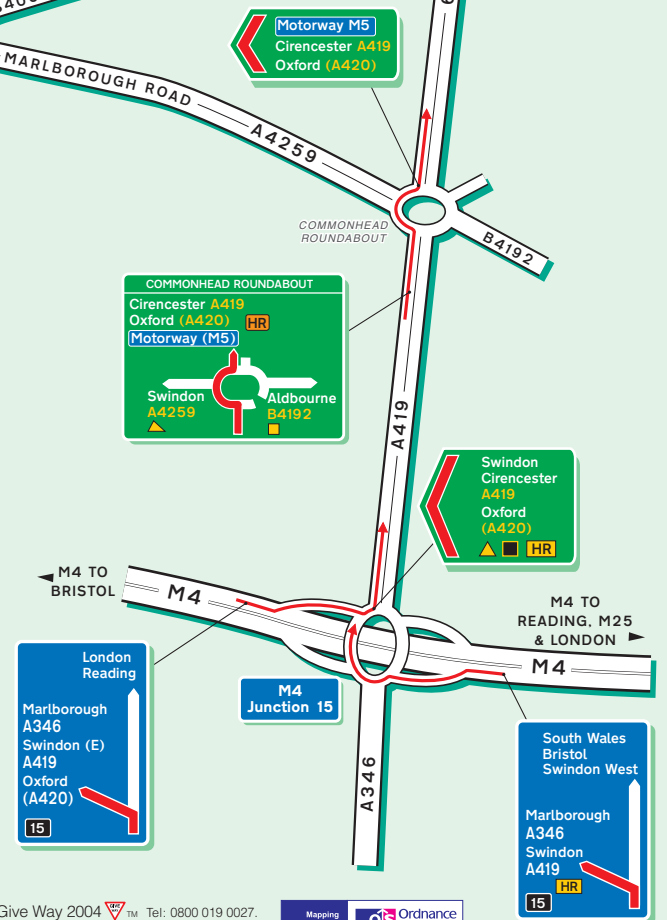 Motorway M5
Cirencester A419
Oxford (A420)
MARLBOROUGH ROAD
A4259
COMMONHEAD
ROUNDABOUT
B4192
COMMONHEAD ROUNDABOUT
Cirencester A419
Oxford (A420) HR
Motorway (M5)
Swindon
A4259
Aldbourne
B4192
A419
Swindon
Cirencester
A419
Oxford
(A420)
HR
M4 TO
BRISTOL
M4
M4 TO
READING, M25
& LONDON
M4
London
Reading
Marlborough
A346
Swindon (E)
A419
Oxford
(A420)
15
M4
Junction 15
A346
South Wales
Bristol
Swindon West
Marlborough
A346
Swindon
A419
HR
15
Give Way 2004 GIVE WAY TM Tel: 0800 019 0027.
Mapping
Ordnance